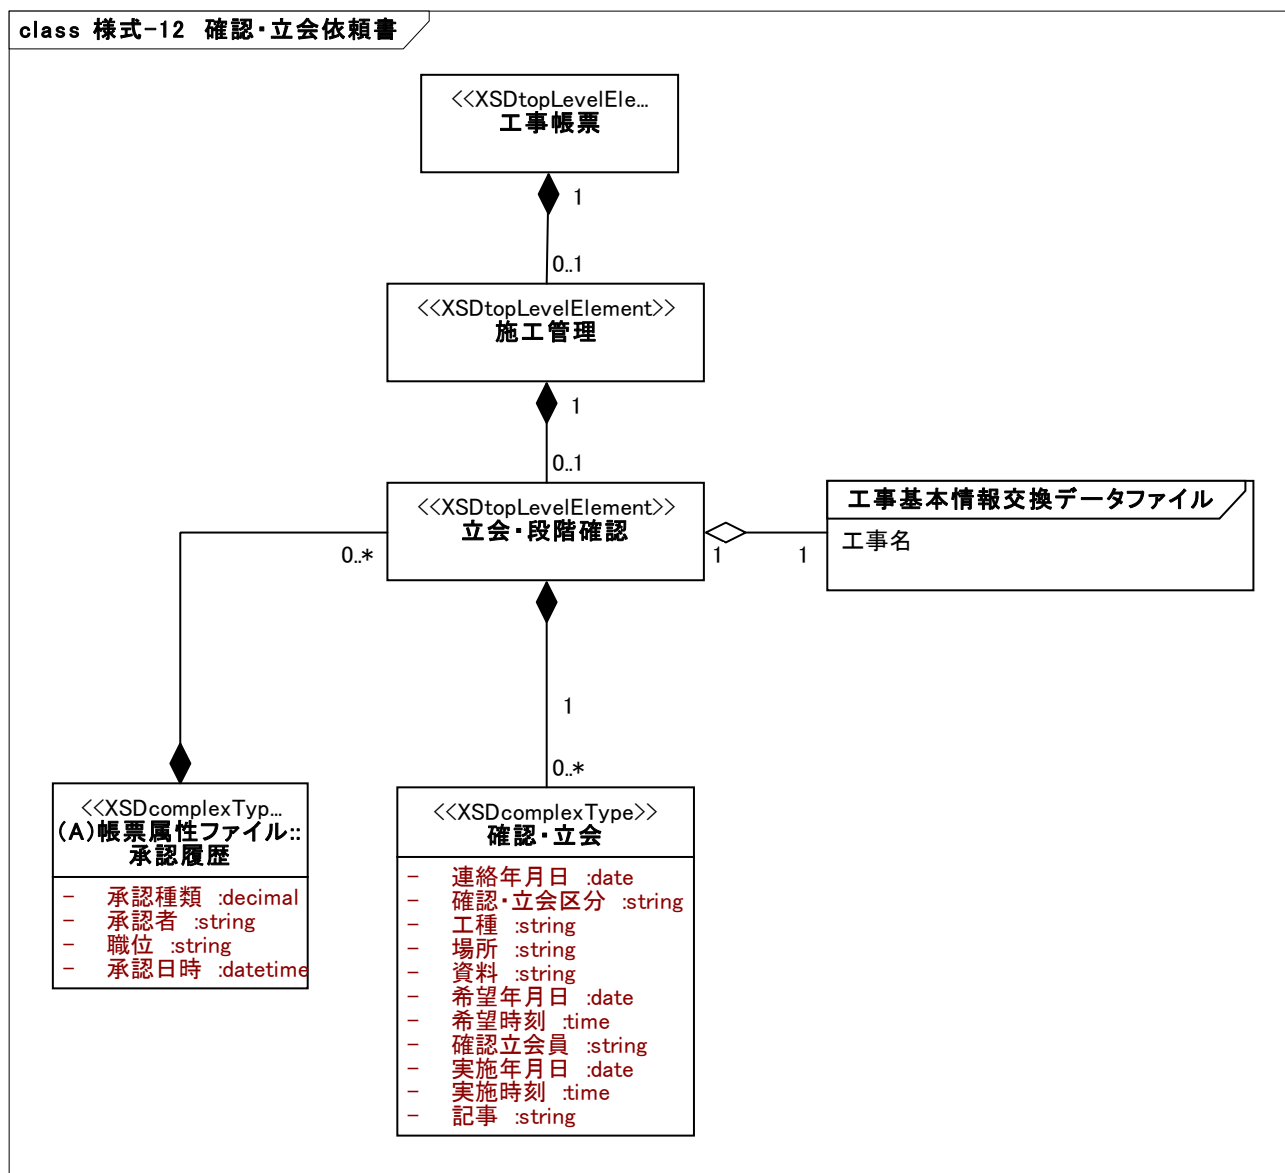 class 様式-12 確認・立会依頼書
<<XSDtopLevelEle...
工事帳票
1
0..1
<<XSDtopLevelElement>>
施工管理
1
0..1
<<XSDtopLevelElement>>
立会・段階確認
0..*
1
1
工事基本情報交換データファイル
工事名
1
0..*
<<XSDcomplexTyp...
(A)帳票属性ファイル::
承認履歴
- 承認種類 :decimal
- 承認者 :string
- 職位 :string
- 承認日時 :datetime
<<XSDcomplexType>>
確認・立会
- 連絡年月日 :date
- 確認・立会区分 :string
- 工種 :string
- 場所 :string
- 資料 :string
- 希望年月日 :date
- 希望時刻 :time
- 確認立会員 :string
- 実施年月日 :date
- 実施時刻 :time
- 記事 :string